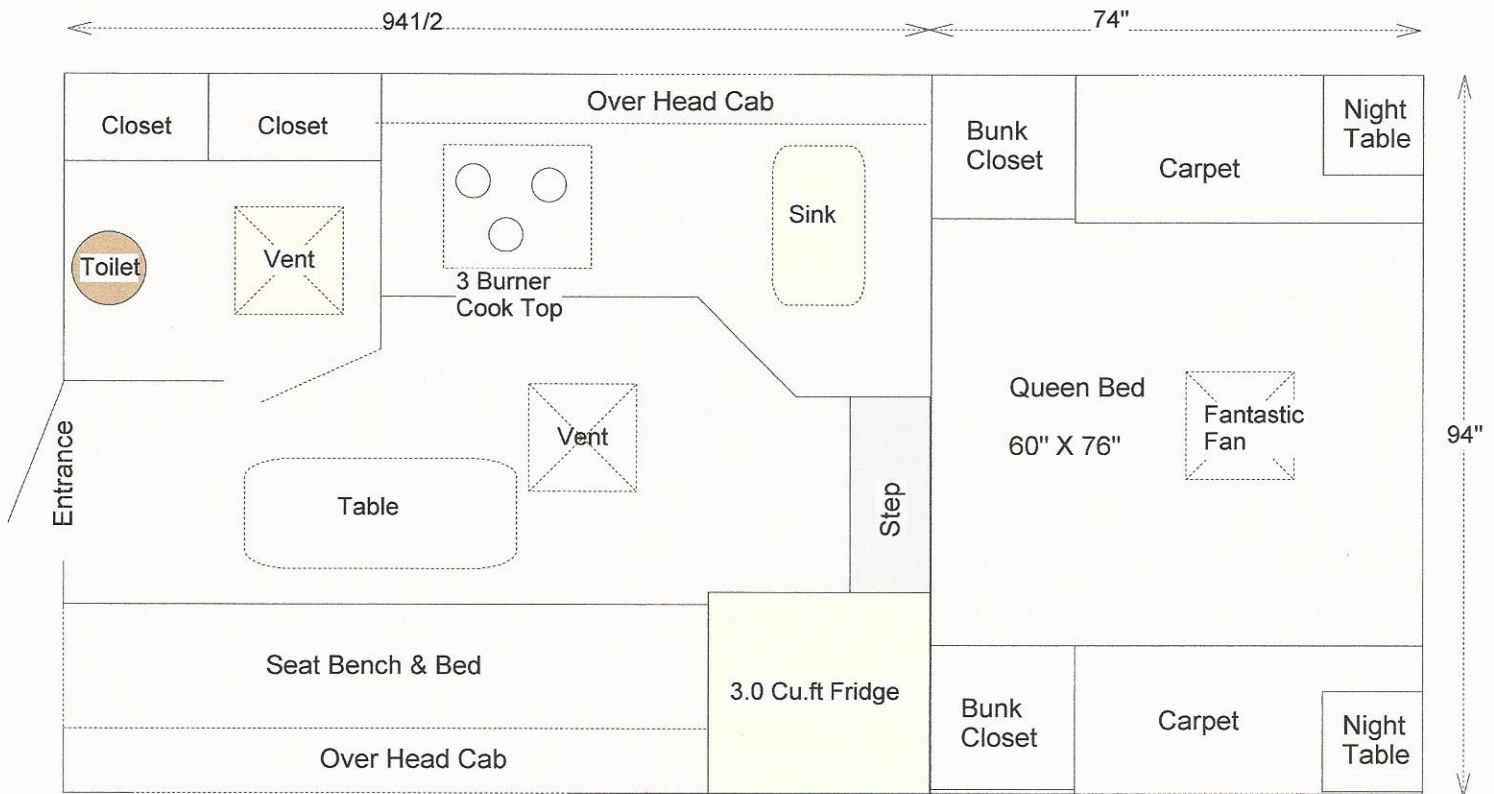 941/2
74"
Over Head Cab
Closet
Closet
Bunk
Closet
Carpet
Night
Table
Toilet
Vent
Sink
3 Burner
Cook Top
Queen Bed
60" X 76"
Fantastic
Fan
94"
Entrance
Vent
Table
Step
Seat Bench & Bed
3.0 Cu.ft Fridge
Over Head Cab
Bunk
Closet
Carpet
Night
Table